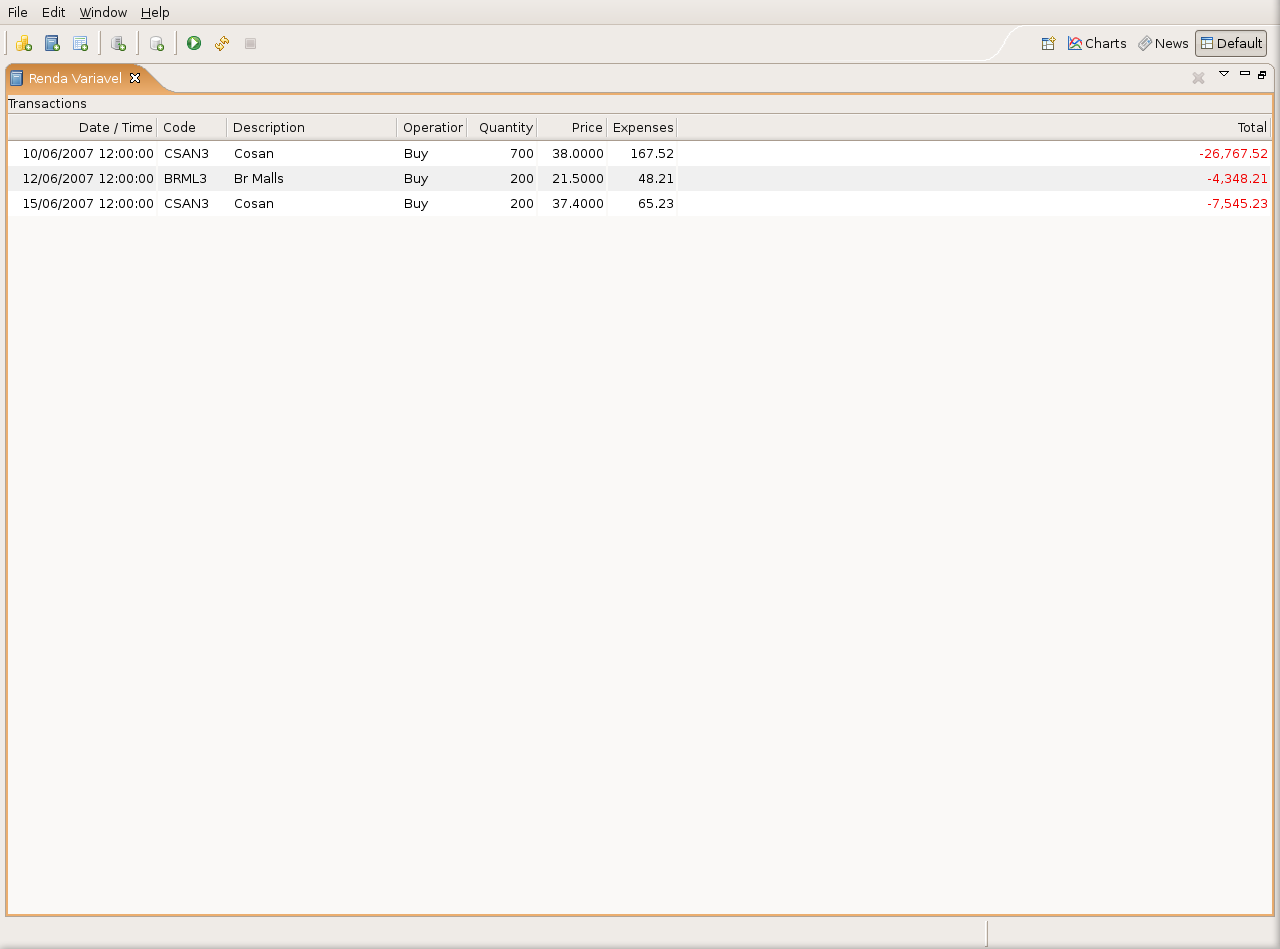 File Edit Window Help
Charts News Default
Renda Variavel
Transactions
Date / Time Code Description Operatior Quantity Price Expenses Total
10/06/2007 12:00:00 CSAN3 Cosan Buy 700 38.0000 167.52 -26,767.52
12/06/2007 12:00:00 BRML3 Br Malls Buy 200 21.5000 48.21 -4,348.21
15/06/2007 12:00:00 CSAN3 Cosan Buy 200 37.4000 65.23 -7,545.23